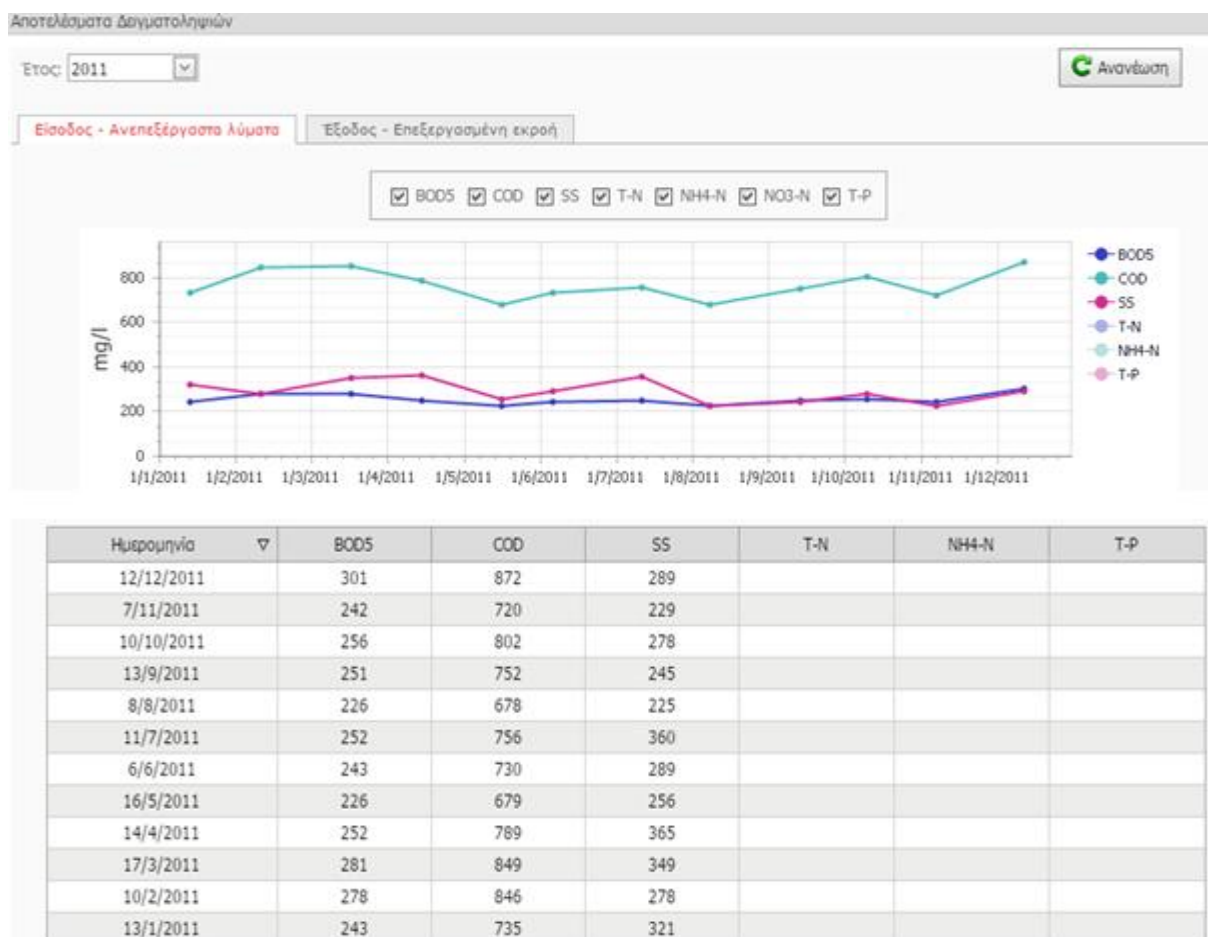 Αποτελέσματα Δειγματοληψιών
Έτος: 2011
Ανανέωση
Είσοδος - Ανεπεξέργαστα λύματα Έξοδος - Επεξεργασμένη εκροή
BOD5 COD SS T-N NH4-N NO3-N T-P
BOD5
COD
SS
T-N
NH4-N
T-P
mg/l
800
600
400
200
0
1/1/2011 1/2/2011 1/3/2011 1/4/2011 1/5/2011 1/6/2011 1/7/2011 1/8/2011 1/9/2011 1/10/2011 1/11/2011 1/12/2011
Ημερομηνία BOD5 COD SS T-N NH4-N T-P
12/12/2011 301 872 289
7/11/2011 242 720 229
10/10/2011 256 802 278
13/9/2011 251 752 245
8/8/2011 226 678 225
11/7/2011 252 756 360
6/6/2011 243 730 289
16/5/2011 226 679 256
14/4/2011 252 789 365
17/3/2011 281 849 349
10/2/2011 278 846 278
13/1/2011 243 735 321